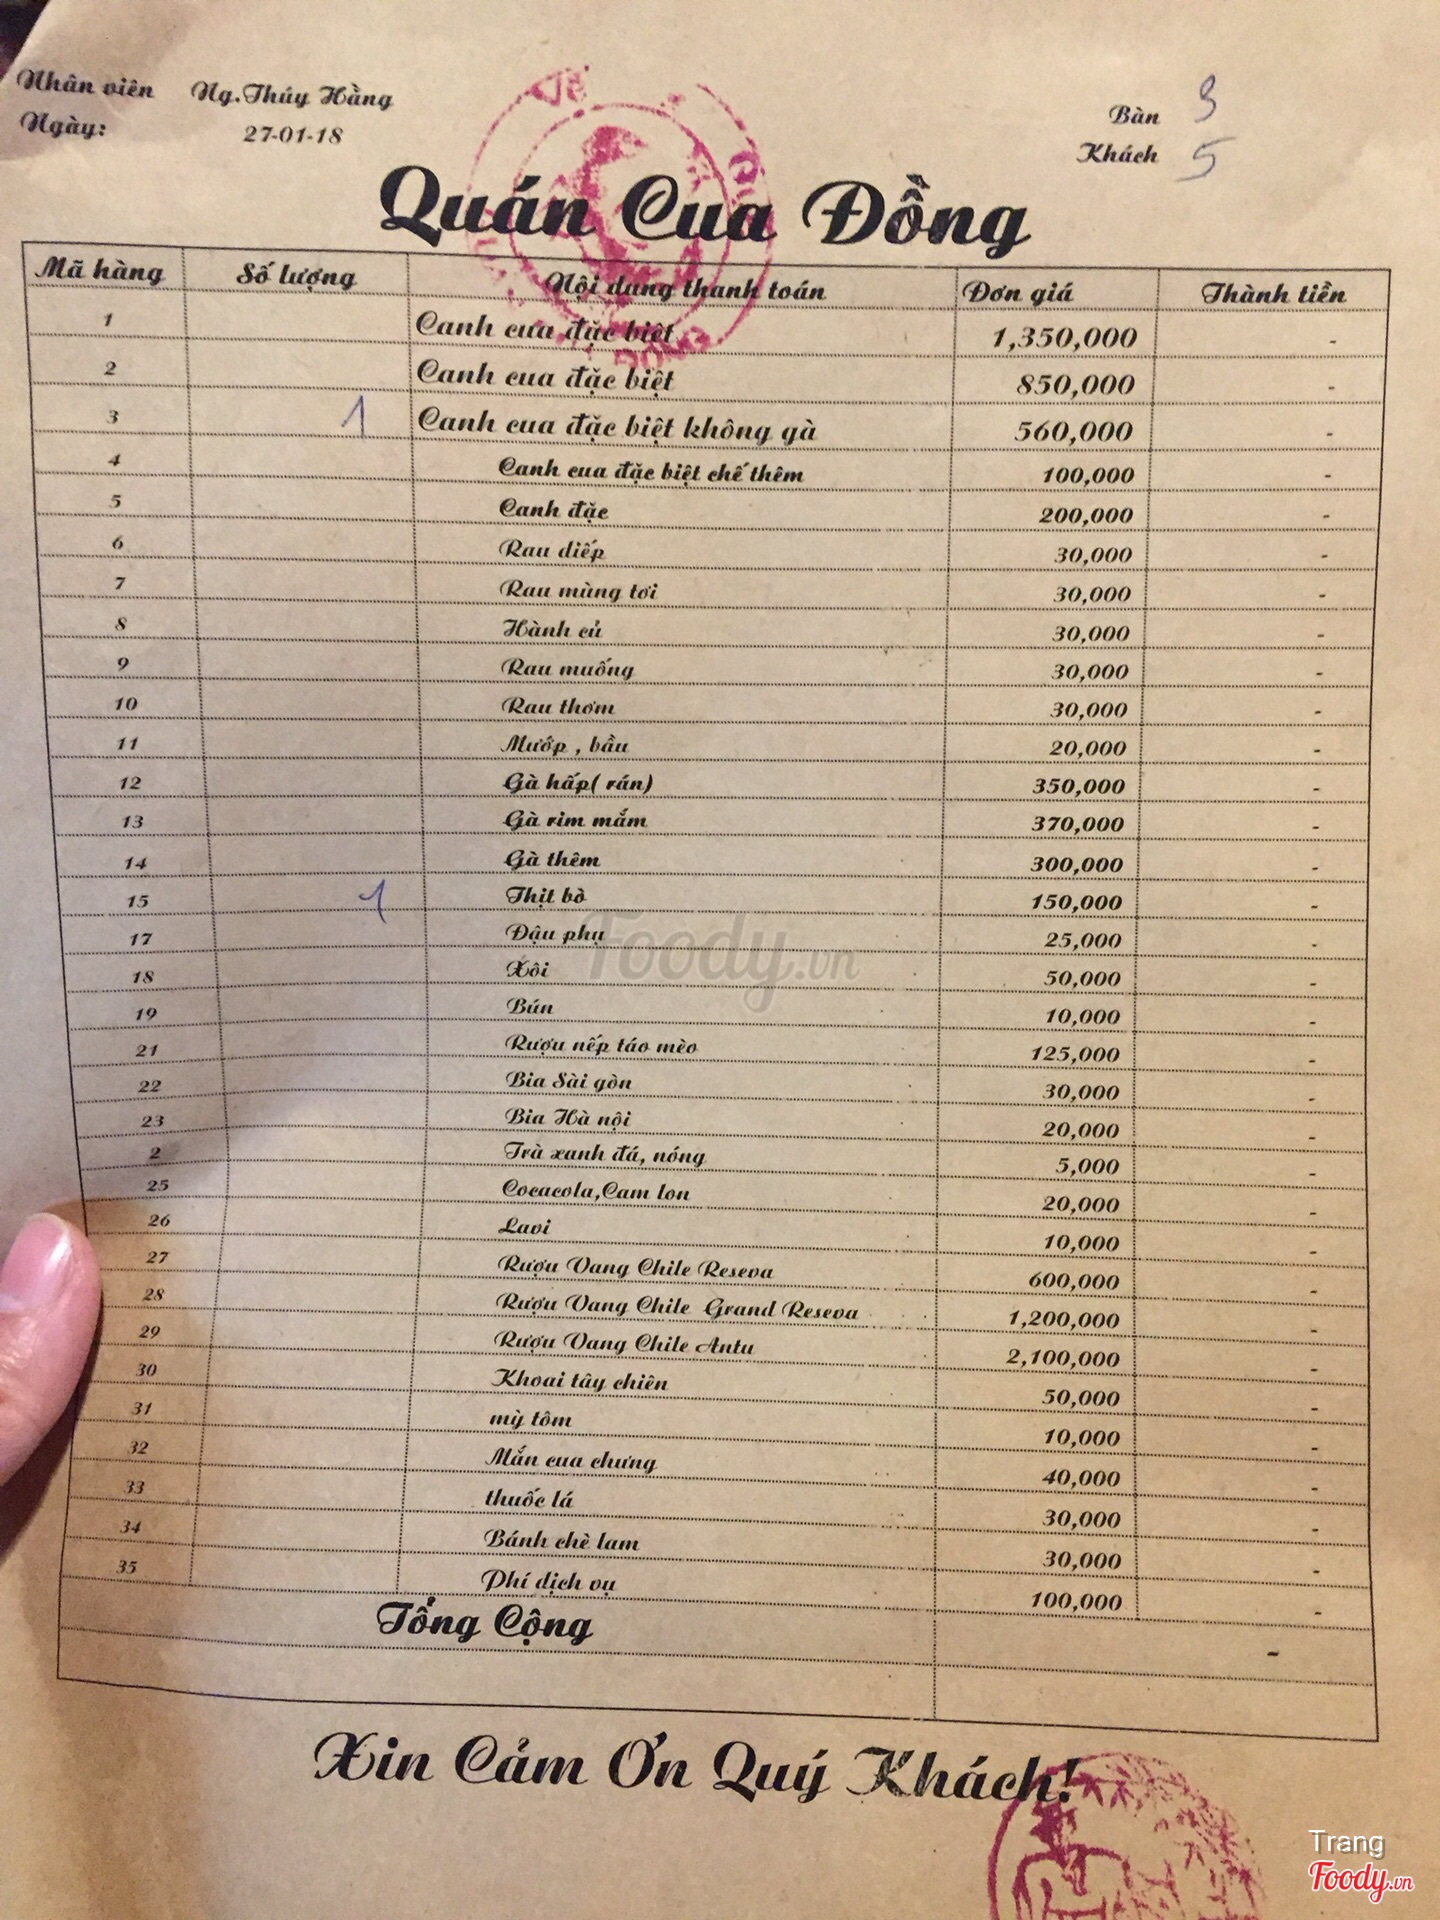 Nhân viên Ng.Thúy Hằng
Ngày: 27-01-18
Bàn 3
Khách 5
Quán Cua Đồng
Mã hàng Số lượng Nội dung thanh toán Đơn giá Thành tiền
1 Canh cua đặc biệt 1,350,000 -
2 Canh cua đặc biệt 850,000 -
3 1 Canh cua đặc biệt không gà 560,000 -
4 Canh cua đặc biệt chế thêm 100,000 -
5 Canh đặc 200,000 -
6 Rau diếp 30,000 -
7 Rau mùng tơi 30,000 -
8 Hành củ 30,000 -
9 Rau muống 30,000 -
10 Rau thơm 30,000 -
11 Mướp , bầu 20,000 -
12 Gà hấp( rán) 350,000 -
13 Gà rim mắm 370,000 -
14 Gà thêm 300,000 -
15 1 Thịt bò 150,000 -
17 Đậu phụ 25,000 -
18 Xôi 50,000 -
19 Bún 10,000 -
21 Rượu nếp táo mèo 125,000 -
22 Bia Sài gòn 30,000 -
23 Bia Hà nội 20,000 -
2 Trà xanh đá, nóng 5,000 -
25 Cocacola,Cam lon 20,000 -
26 Lavi 10,000 -
27 Rượu Vang Chile Reseva 600,000 -
28 Rượu Vang Chile Grand Reseva 1,200,000 -
29 Rượu Vang Chile Antu 2,100,000 -
30 Khoai tây chiên 50,000 -
31 mỳ tôm 10,000 -
32 Mắn cua chưng 40,000 -
33 thuốc lá 30,000 -
34 Bánh chè lam 30,000 -
35 Phí dịch vụ 100,000 -
Tổng Cộng -
Xin Cảm Ơn Quý Khách!
Foody.vn
Trang
Foody.vn